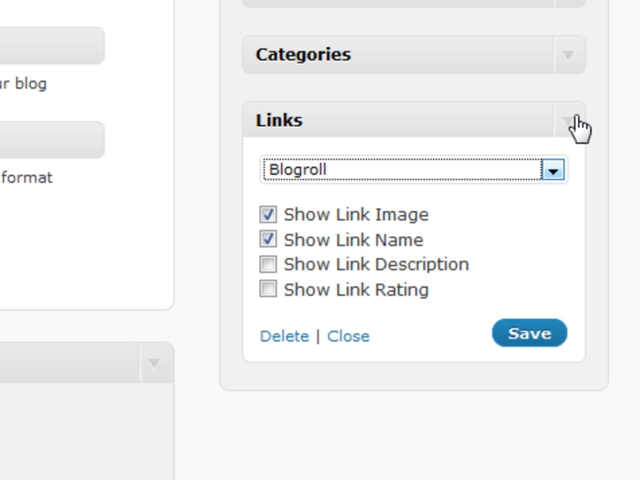 Categories
ur blog
Links
Blogroll
format
Show Link Image
Show Link Name
Show Link Description
Show Link Rating
Delete | Close
Save